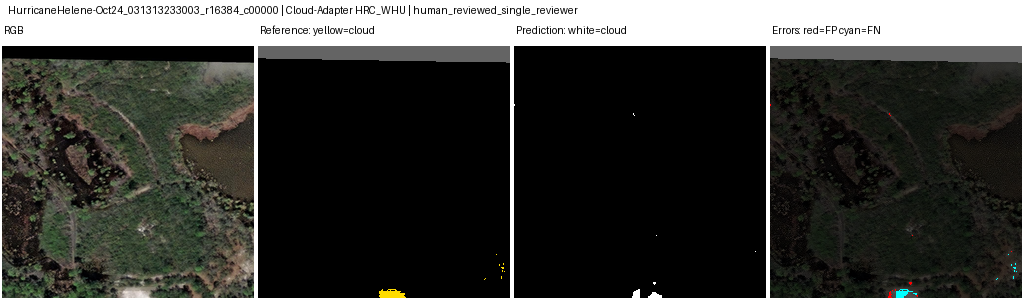 HurricaneHelene-Oct24_031313233003_r16384_c00000 | Cloud-Adapter HRC_WHU | human_reviewed_single_reviewer
RGB
Reference: yellow=cloud
Prediction: white=cloud
Errors: red=FP cyan=FN